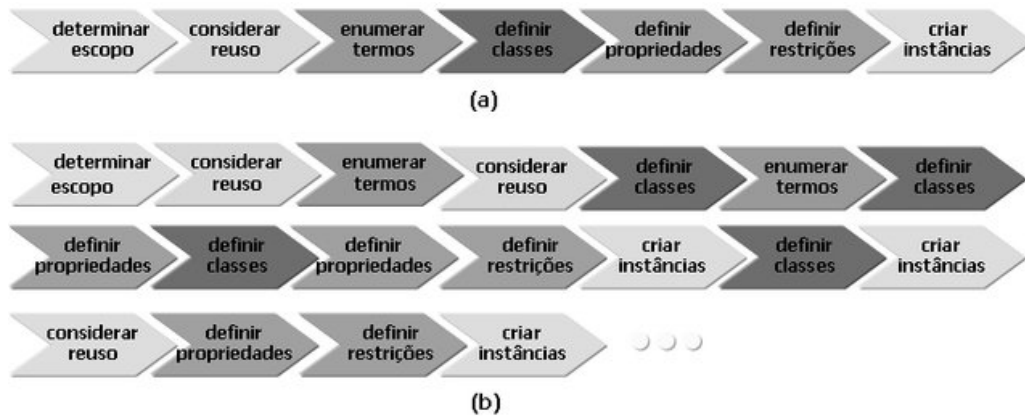 determinar escopo
considerar reuso
enumerar termos
definir classes
definir propriedades
definir restrições
criar instâncias
(a)
determinar escopo
considerar reuso
enumerar termos
considerar reuso
definir classes
enumerar termos
definir classes
definir propriedades
definir classes
definir propriedades
definir restrições
criar instâncias
definir classes
criar instâncias
considerar reuso
definir propriedades
definir restrições
criar instâncias
(b)